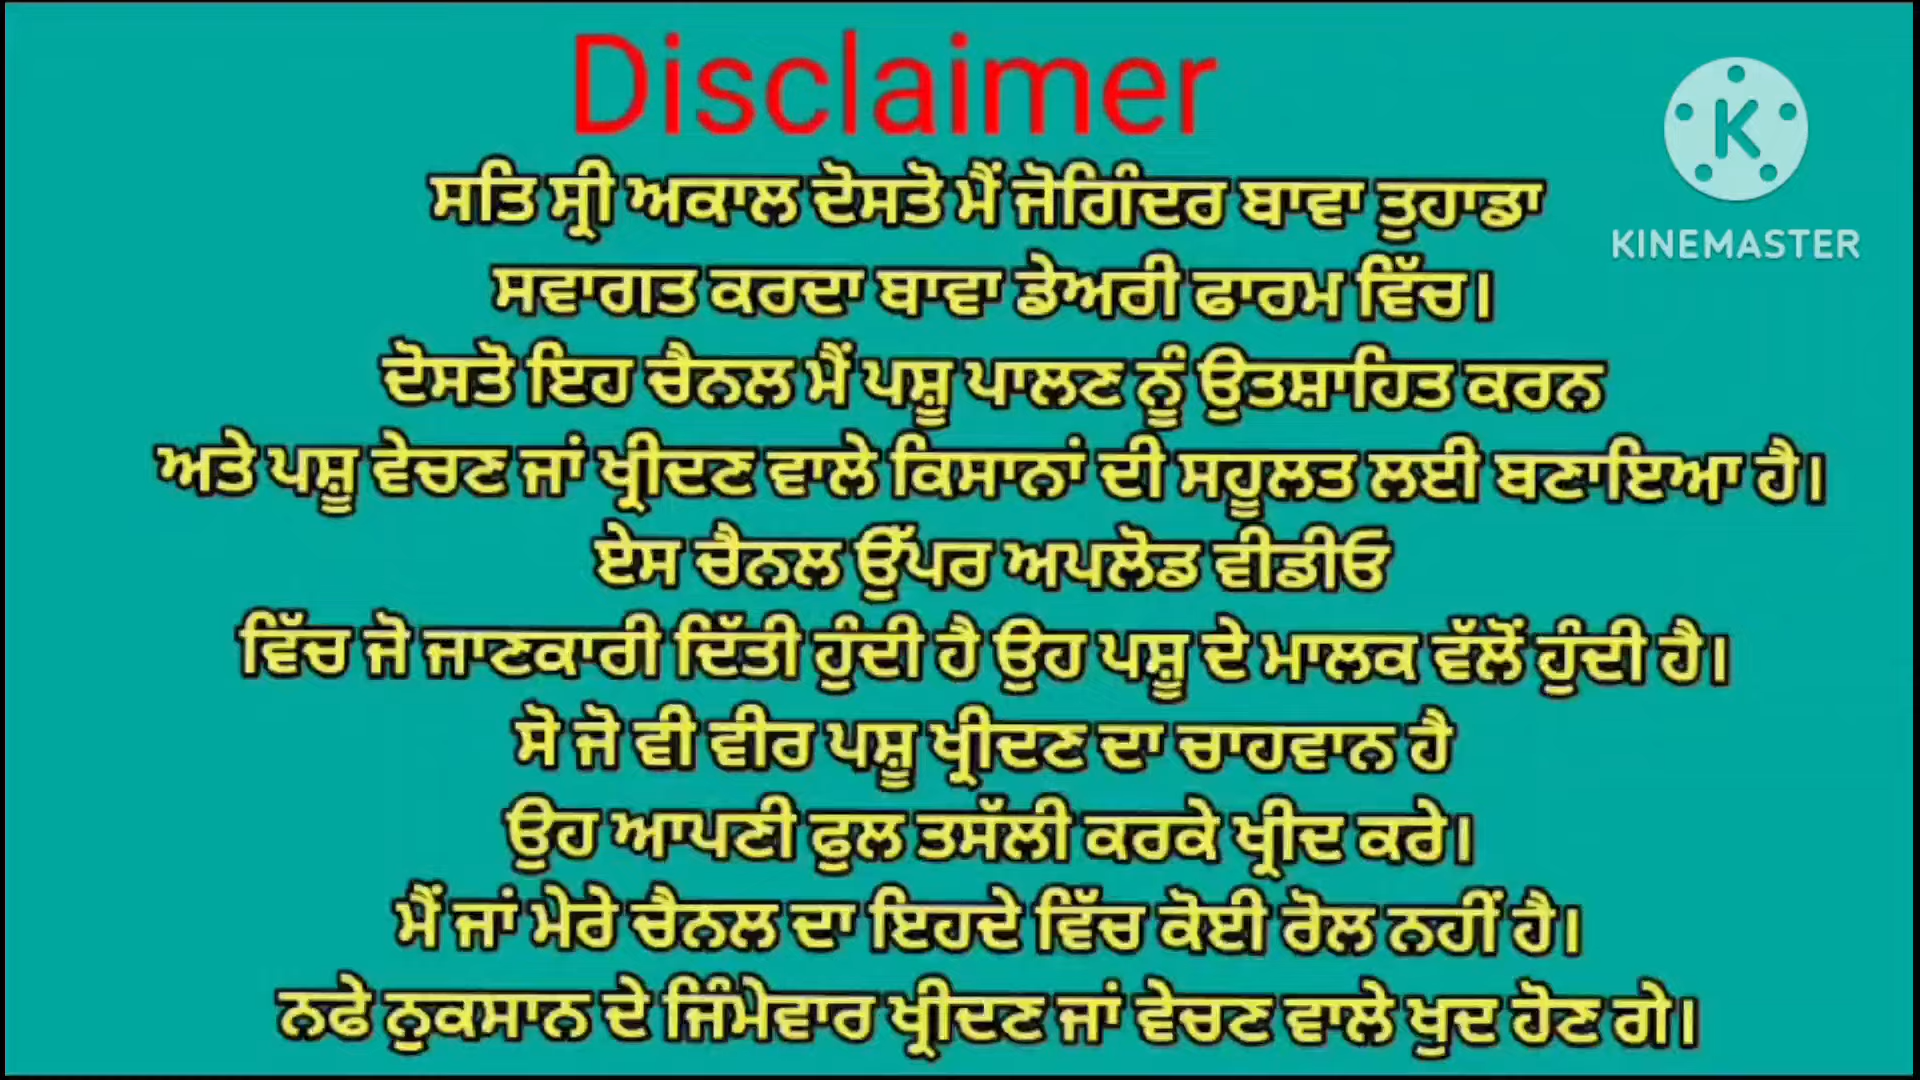 Disclaimer
KINEMASTER
ਸਤਿ ਸ੍ਰੀ ਅਕਾਲ ਦੋਸਤੋ ਮੈਂ ਜੋਗਿੰਦਰ ਬਾਵਾ ਤੁਹਾਡਾ
ਸਵਾਗਤ ਕਰਦਾ ਬਾਵਾ ਡੇਅਰੀ ਫਾਰਮ ਵਿੱਚ।
ਦੋਸਤੋ ਇਹ ਚੈਨਲ ਮੈਂ ਪਸ਼ੂ ਪਾਲਣ ਨੂੰ ਉਤਸ਼ਾਹਿਤ ਕਰਨ
ਅਤੇ ਪਸ਼ੂ ਵੇਚਣ ਜਾਂ ਖ੍ਰੀਦਣ ਵਾਲੇ ਕਿਸਾਨਾਂ ਦੀ ਸਹੂਲਤ ਲਈ ਬਣਾਇਆ ਹੈ।
ਏਸ ਚੈਨਲ ਉੱਪਰ ਅਪਲੋਡ ਵੀਡੀਓ
ਵਿੱਚ ਜੋ ਜਾਣਕਾਰੀ ਦਿੱਤੀ ਹੁੰਦੀ ਹੈ ਉਹ ਪਸ਼ੂ ਦੇ ਮਾਲਕ ਵੱਲੋਂ ਹੁੰਦੀ ਹੈ।
ਸੋ ਜੋ ਵੀ ਵੀਰ ਪਸ਼ੂ ਖ੍ਰੀਦਣ ਦਾ ਚਾਹਵਾਨ ਹੈ
ਉਹ ਆਪਣੀ ਫੁਲ ਤਸੱਲੀ ਕਰਕੇ ਖ੍ਰੀਦ ਕਰੇ।
ਮੈਂ ਜਾਂ ਮੇਰੇ ਚੈਨਲ ਦਾ ਇਹਦੇ ਵਿੱਚ ਕੋਈ ਰੋਲ ਨਹੀਂ ਹੈ।
ਨਫੇ ਨੁਕਸਾਨ ਦੇ ਜਿੰਮੇਵਾਰ ਖ੍ਰੀਦਣ ਜਾਂ ਵੇਚਣ ਵਾਲੇ ਖੁਦ ਹੋਣ ਗੇ।